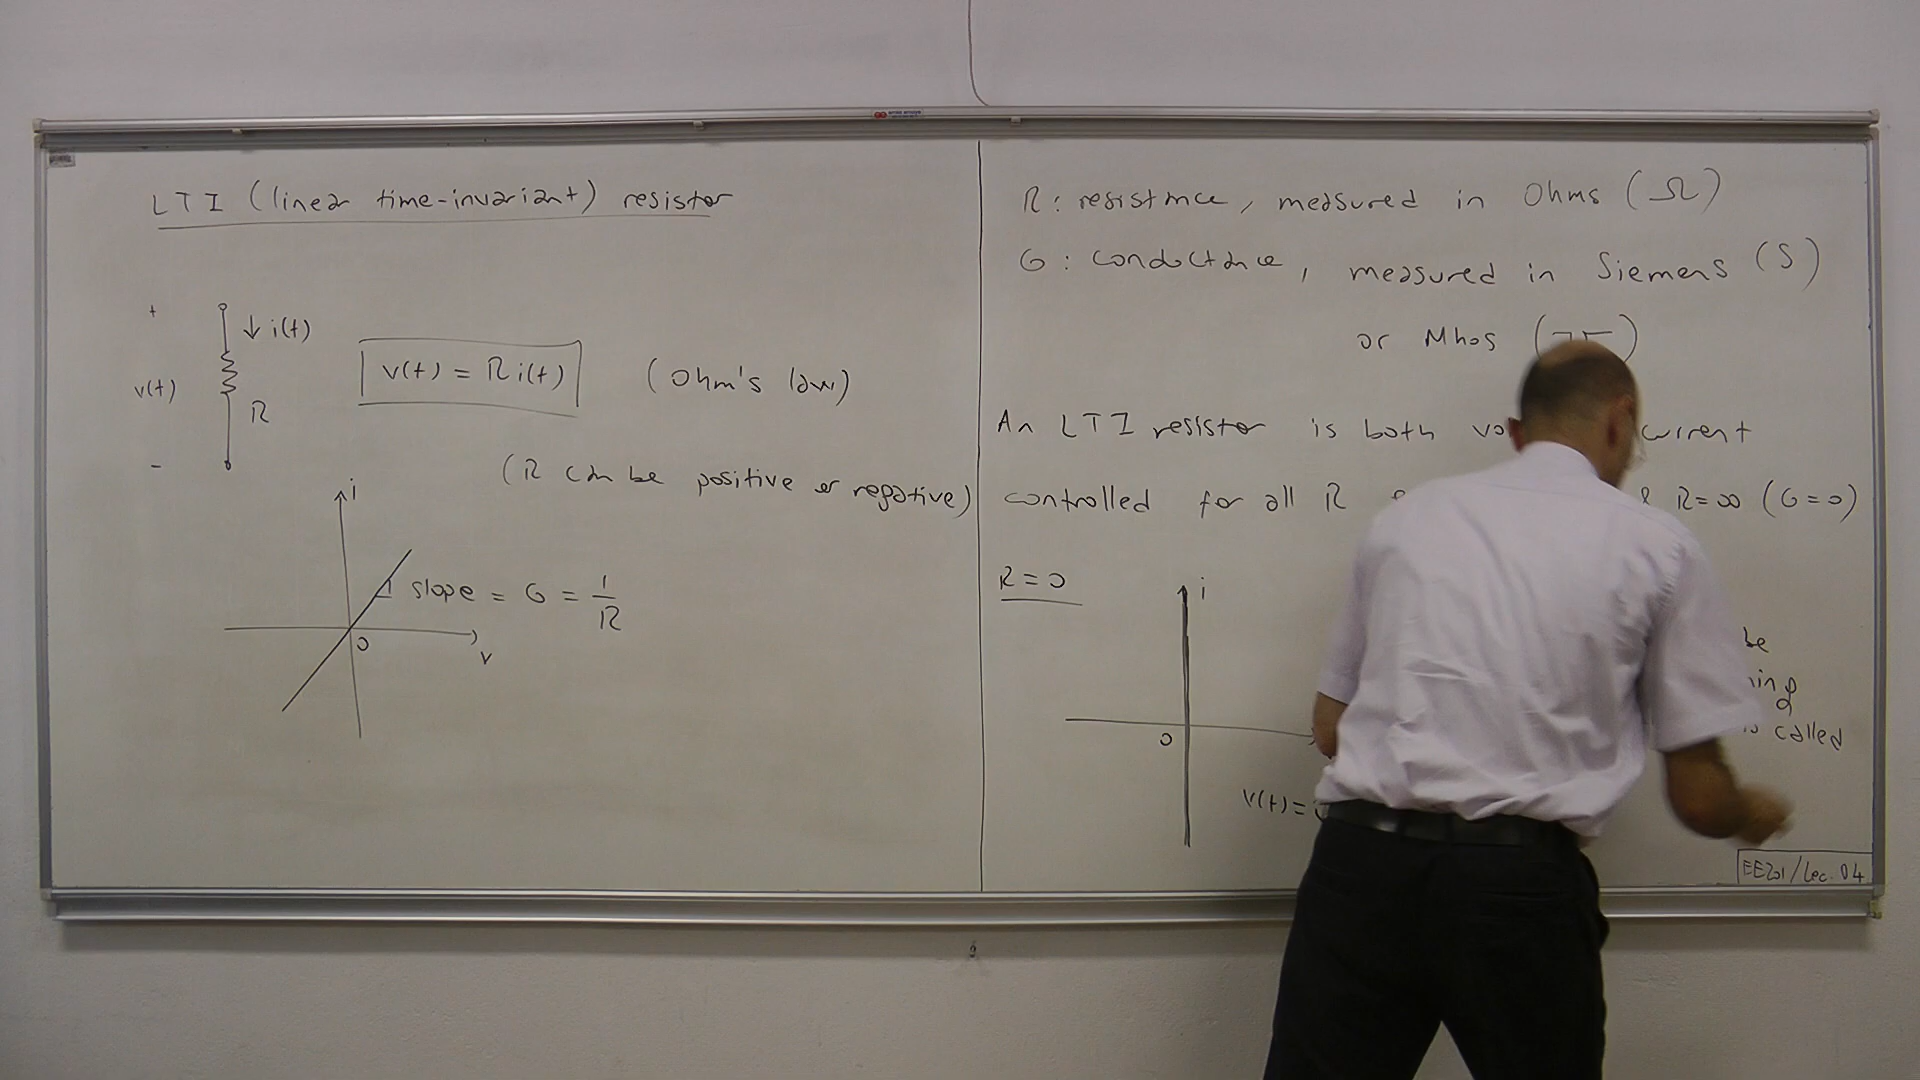 LTI (linear time-invariant) resistor
+
↓ i(t)
v(t)
R
-
v(t) = R i(t)
(Ohm's law)
(R can be positive or negative)
i
slope = G = 1/R
0
v
R: resistance, measured in Ohms (Ω)
G: conductance, measured in Siemens (S)
or Mhos
An LTI resistor is both current
controlled for all R R=∞ (G=0)
R=0
i
0
v(t)=
be
called
EE201/Lec. 04